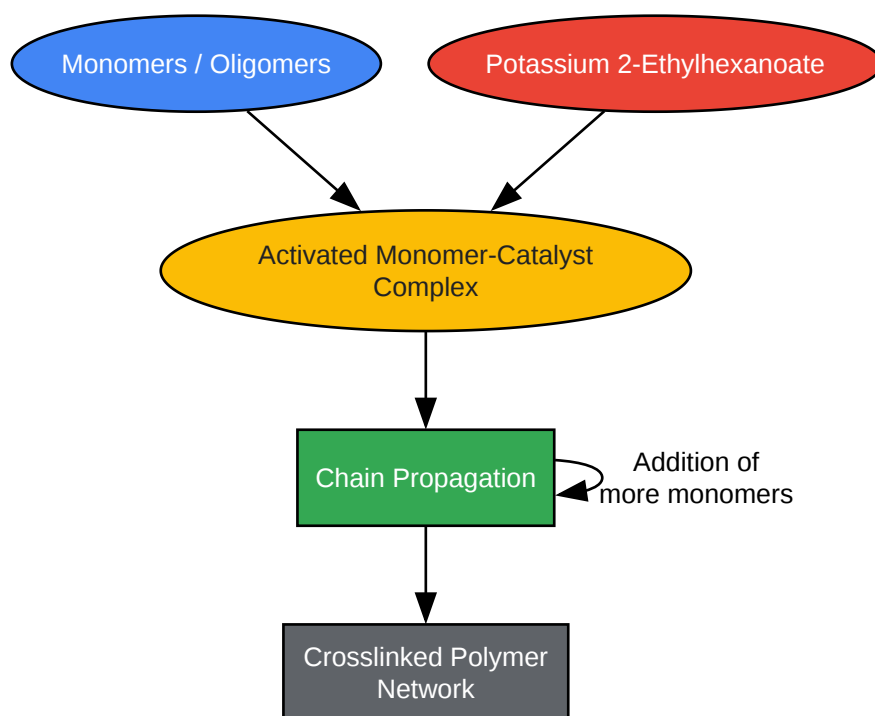 Monomers / Oligomers
Potassium 2-Ethylhexanoate
Activated Monomer-Catalyst
Complex
Chain Propagation
Addition of
more monomers
Crosslinked Polymer
Network